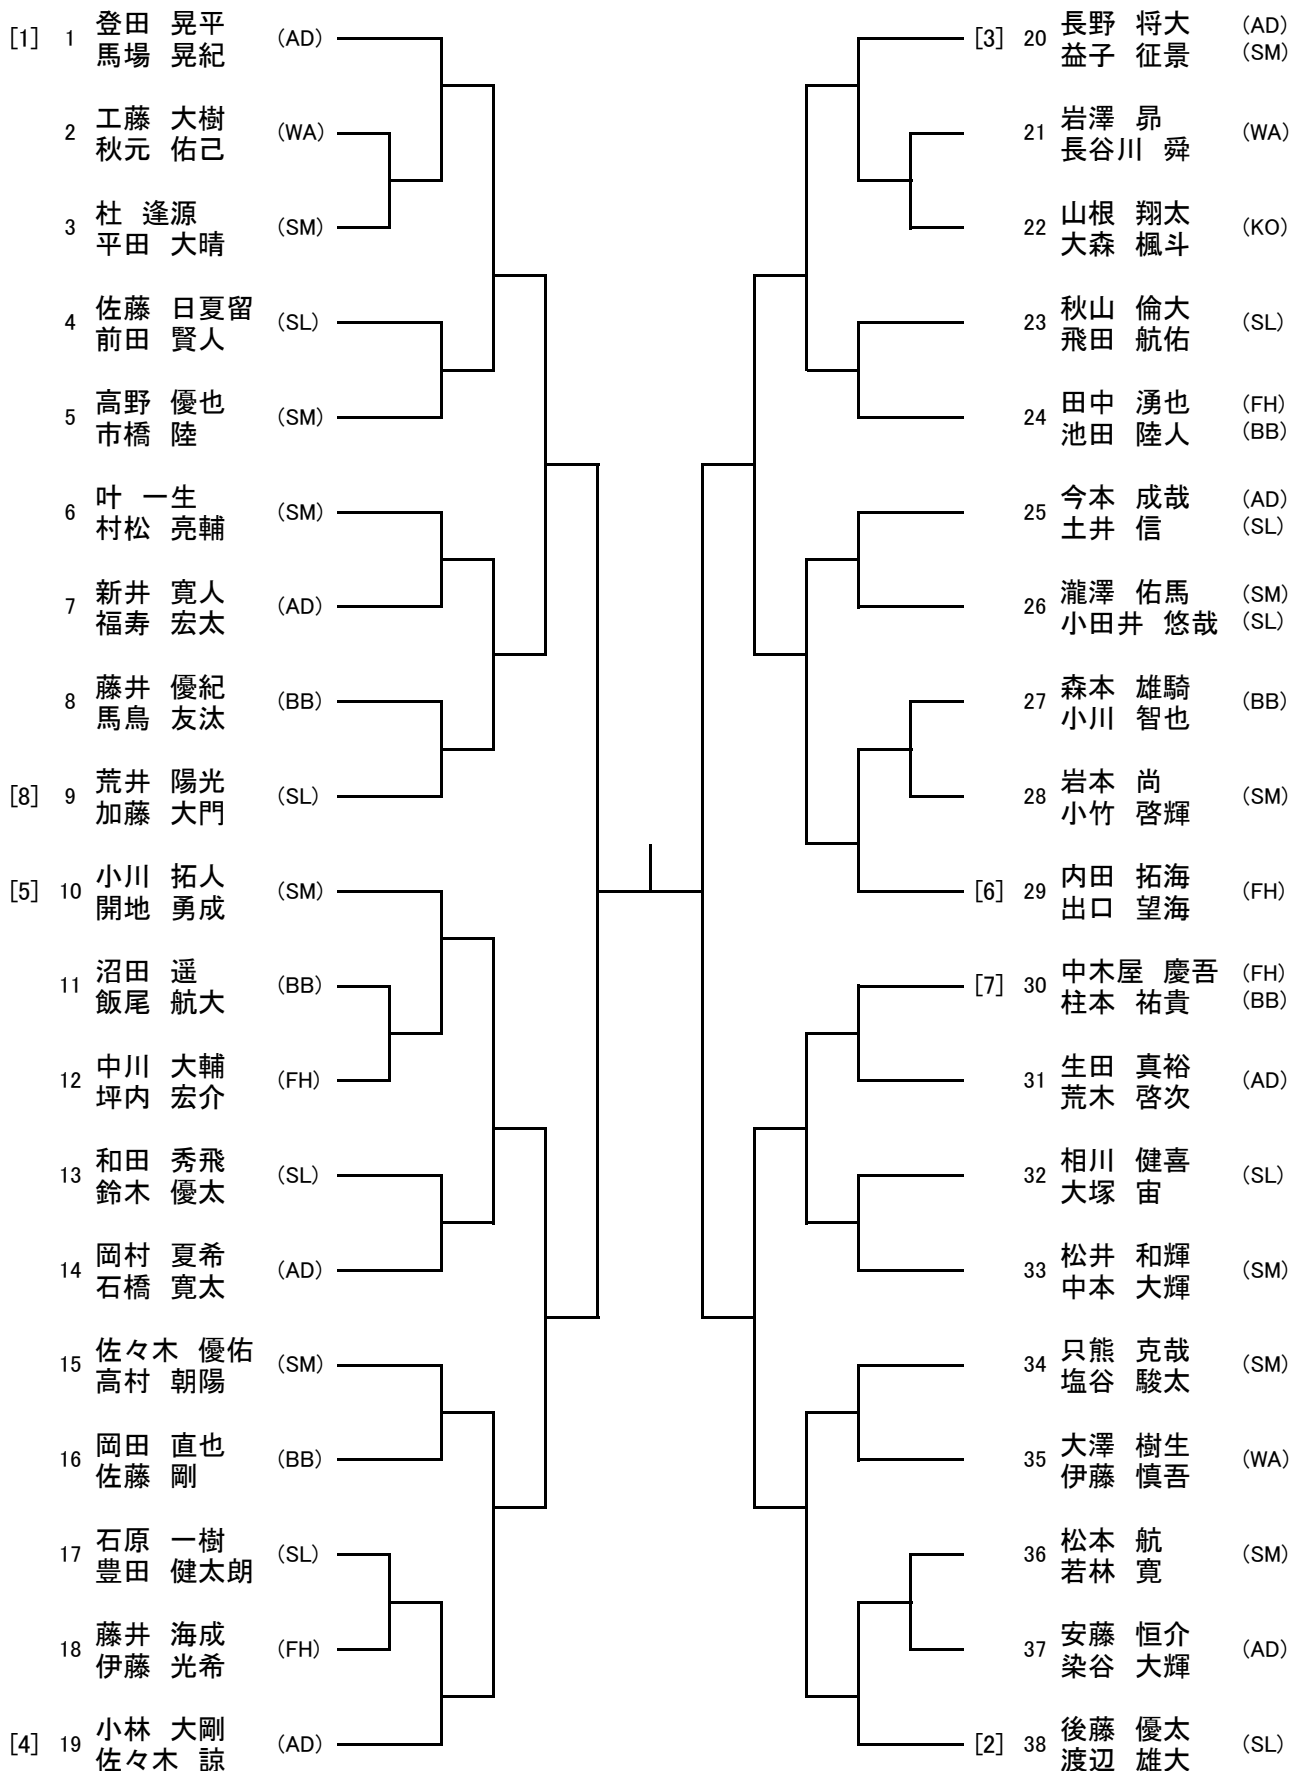 [1] 1 登田 晃平 (AD)
馬場 晃紀
2 工藤 大樹 (WA)
秋元 佑己
3 杜 逢源 (SM)
平田 大晴
4 佐藤 日夏留 (SL)
前田 賢人
5 高野 優也 (SM)
市橋 陸
6 叶 一生 (SM)
村松 亮輔
7 新井 寛人 (AD)
福寿 宏太
8 藤井 優紀 (BB)
馬鳥 友汰
[8] 9 荒井 陽光 (SL)
加藤 大門
[5] 10 小川 拓人 (SM)
開地 勇成
11 沼田 遥 (BB)
飯尾 航大
12 中川 大輔 (FH)
坪内 宏介
13 和田 秀飛 (SL)
鈴木 優太
14 岡村 夏希 (AD)
石橋 寛太
15 佐々木 優佑 (SM)
高村 朝陽
16 岡田 直也 (BB)
佐藤 剛
17 石原 一樹 (SL)
豊田 健太朗
18 藤井 海成 (FH)
伊藤 光希
[4] 19 小林 大剛 (AD)
佐々木 諒
[3] 20 長野 将大 (AD)
益子 征景 (SM)
21 岩澤 昴 (WA)
長谷川 舜
22 山根 翔太 (KO)
大森 楓斗
23 秋山 倫大 (SL)
飛田 航佑
24 田中 湧也 (FH)
池田 陸人 (BB)
25 今本 成哉 (AD)
土井 信 (SL)
26 瀧澤 佑馬 (SM)
小田井 悠哉 (SL)
27 森本 雄騎 (BB)
小川 智也
28 岩本 尚 (SM)
小竹 啓輝
[6] 29 内田 拓海 (FH)
出口 望海
[7] 30 中木屋 慶吾 (FH)
柱本 祐貴 (BB)
31 生田 真裕 (AD)
荒木 啓次
32 相川 健喜 (SL)
大塚 宙
33 松井 和輝 (SM)
中本 大輝
34 只熊 克哉 (SM)
塩谷 駿太
35 大澤 樹生 (WA)
伊藤 慎吾
36 松本 航 (SM)
若林 寛
37 安藤 恒介 (AD)
染谷 大輝
[2] 38 後藤 優太 (SL)
渡辺 雄大